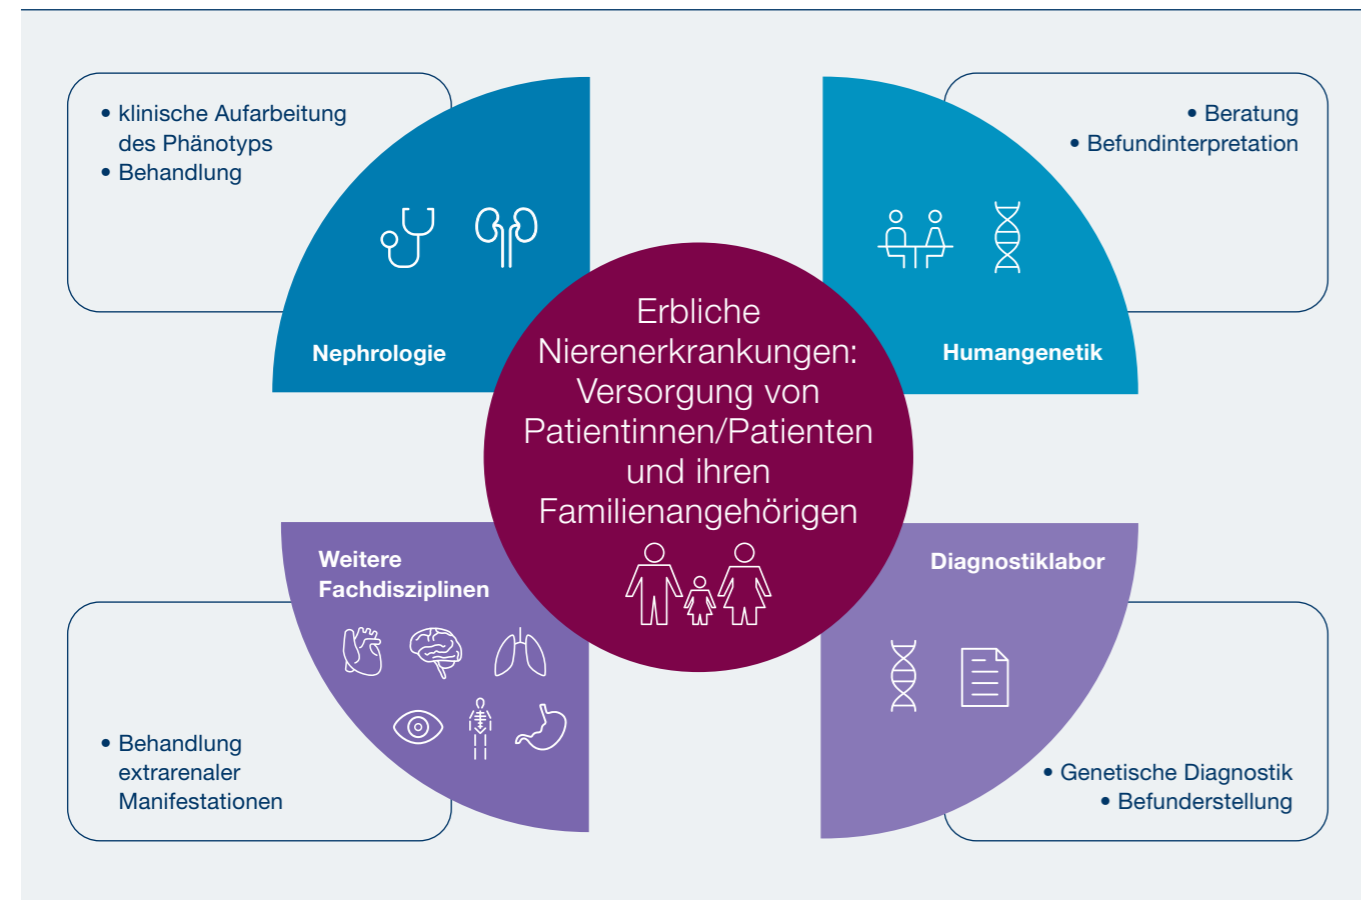 • klinische Aufarbeitung
des Phänotyps
• Behandlung
Nephrologie
• Beratung
• Befundinterpretation
Humangenetik
Erbliche
Nierenerkrankungen:
Versorgung von
Patientinnen/Patienten
und ihren
Familienangehörigen
Weitere
Fachdisziplinen
• Behandlung
extrarenaler
Manifestationen
Diagnostiklabor
• Genetische Diagnostik
• Befunderstellung